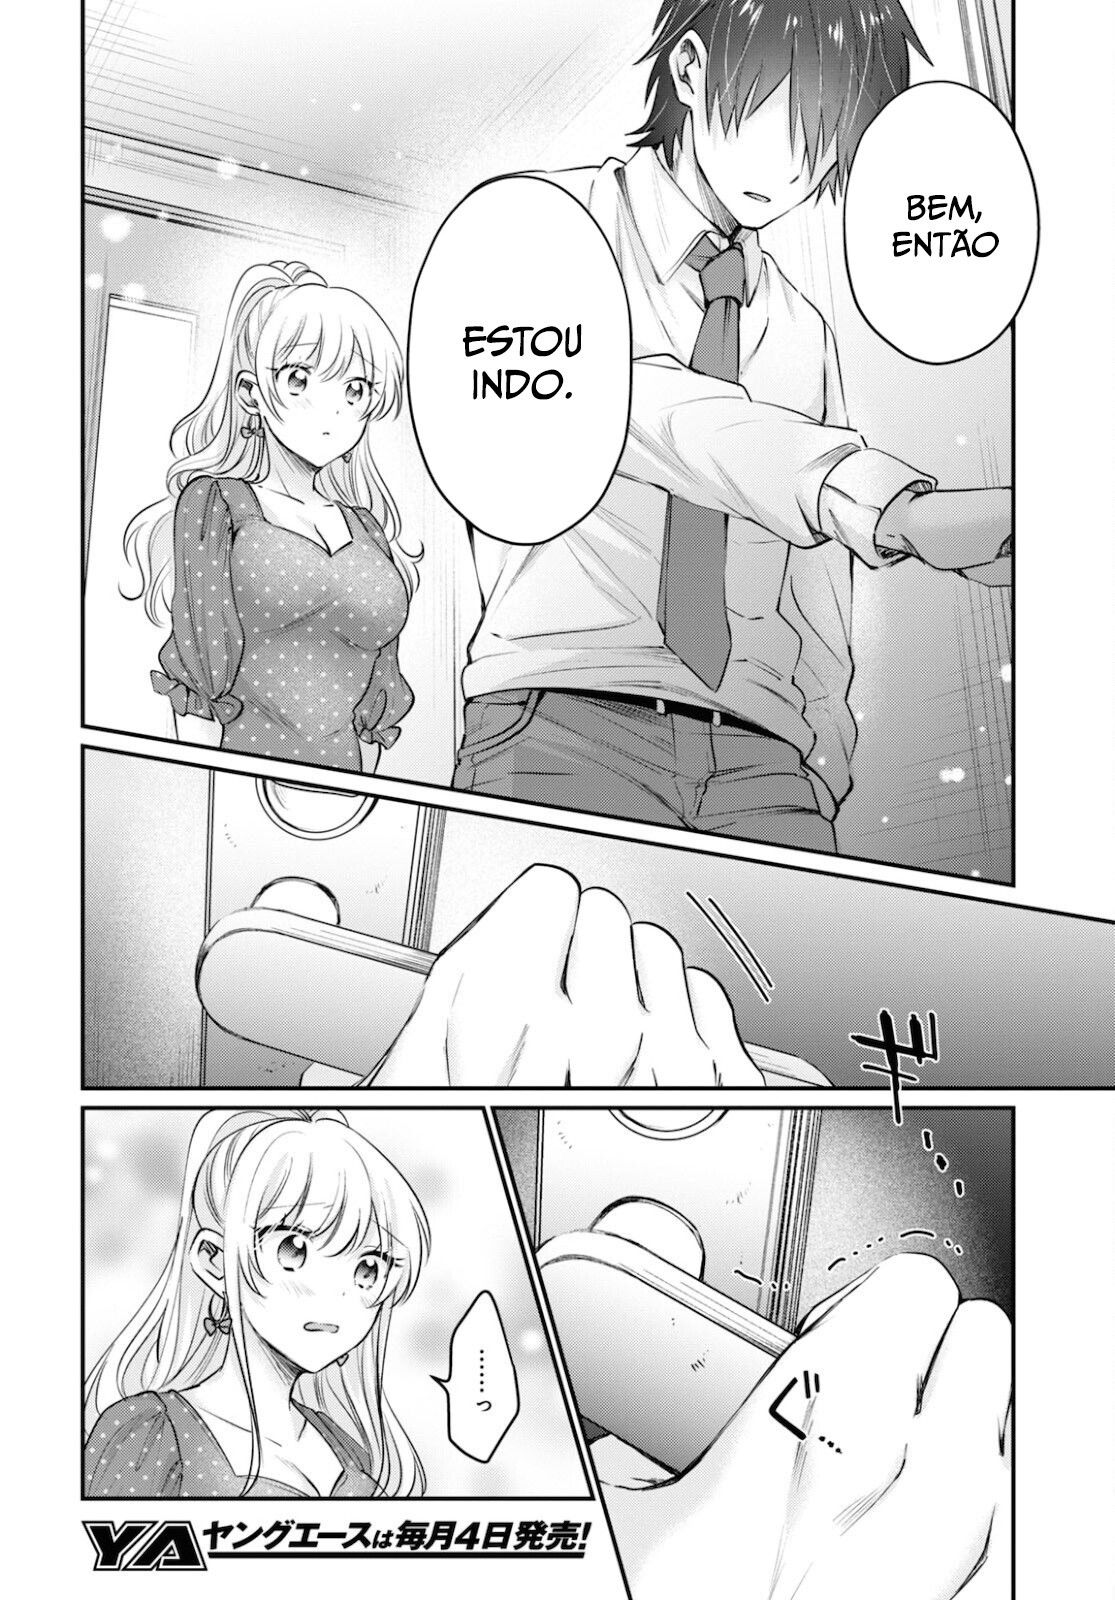 BEM,
ENTÃO
ESTOU
INDO.
ギ
ぐ
……っ
YA ヤングエースは毎月4日発売!